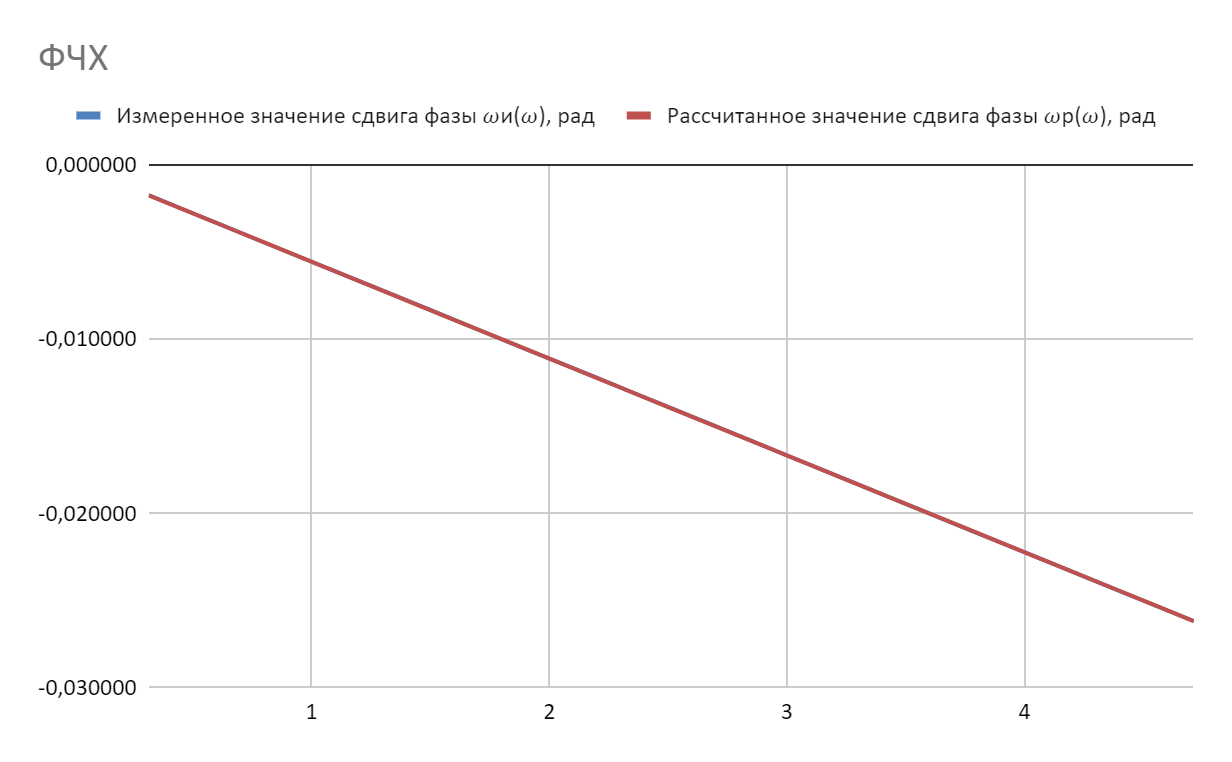 ФЧХ
Измеренное значение сдвига фазы 𝜔и(𝜔), рад Рассчитанное значение сдвига фазы 𝜔р(𝜔), рад
0,000000
-0,010000
-0,020000
-0,030000
1 2 3 4